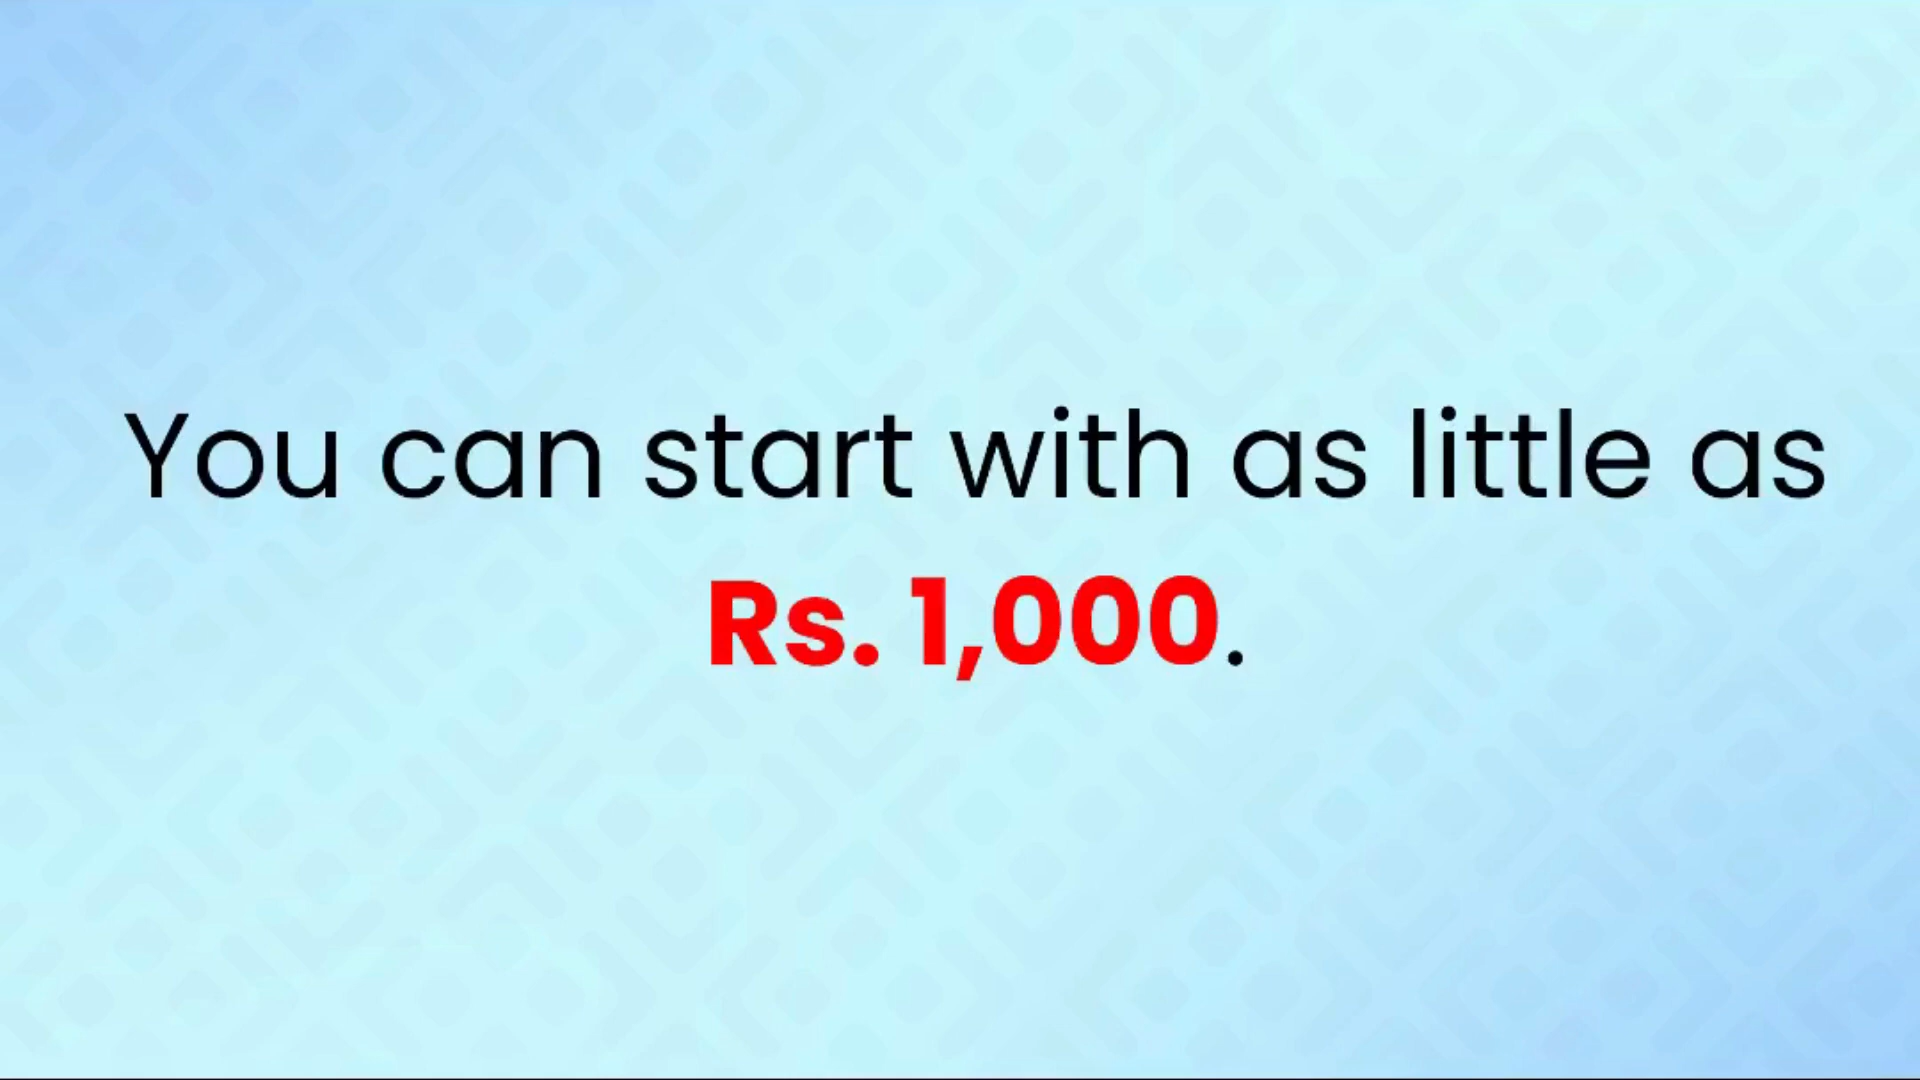 You can start with as little as
Rs. 1,000.